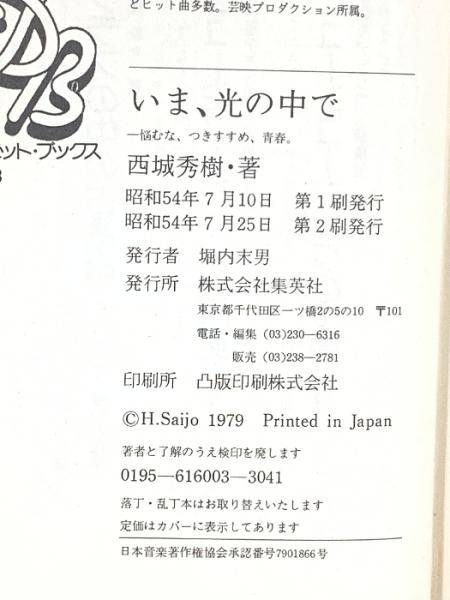 どヒット曲多数。芸映プロダクション所属。
いま、光の中で
—悩むな、つきすすめ、青春。
西城秀樹・著
昭和54年7月10日　第1刷発行
昭和54年7月25日　第2刷発行
発行者　堀内末男
発行所　株式会社集英社
東京都千代田区一ツ橋2の5の10　〒101
電話・編集 (03)230—6316
販売 (03)238—2781
印刷所　凸版印刷株式会社
©H.Saijo 1979　Printed in Japan
著者と了解のうえ検印を廃します
0195—616003—3041
落丁・乱丁本はお取り替えいたします
定価はカバーに表示してあります
日本音楽著作権協会承認番号7901866号
ット・ブックス